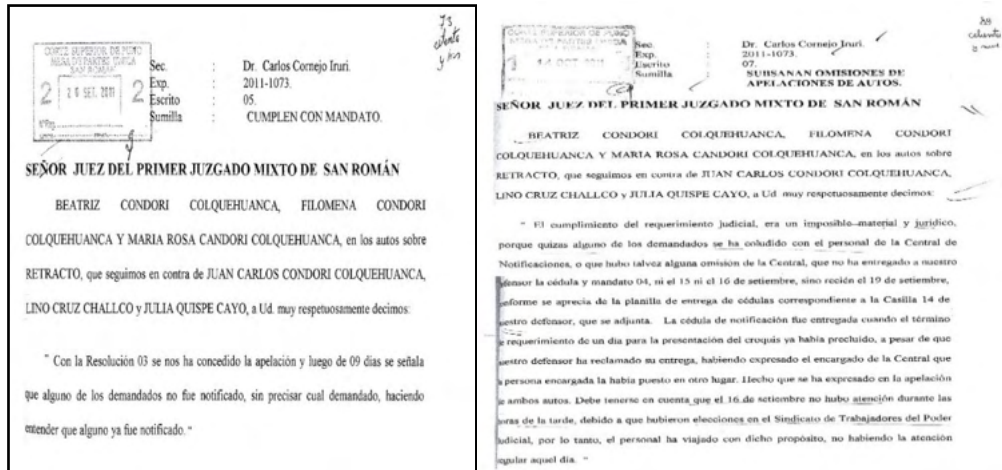 73
CORTE SUPERIOR DE PUNO
MESA DE PARTES UNICA
SAN ROMAN
2 20 SET. 2011 2
Sec. : Dr. Carlos Cornejo Iruri.
Exp. : 2011-1073.
Escrito : 05.
Sumilla : CUMPLEN CON MANDATO.
SEÑOR JUEZ DEL PRIMER JUZGADO MIXTO DE SAN ROMÁN
BEATRIZ CONDORI COLQUEHUANCA, FILOMENA CONDORI
COLQUEHUANCA Y MARIA ROSA CANDORI COLQUEHUANCA, en los autos sobre
RETRACTO, que seguimos en contra de JUAN CARLOS CONDORI COLQUEHUANCA,
LINO CRUZ CHALLCO y JULIA QUISPE CAYO, a Ud. muy respetuosamente decimos:
" Con la Resolución 03 se nos ha concedido la apelación y luego de 09 días se señala
que alguno de los demandados no fue notificado, sin precisar cual demandado, haciendo
entender que alguno ya fue notificado. "
CORTE SUPERIOR DE PUNO
14 OCT 2011
Sec. : Dr. Carlos Cornejo Iruri.
Exp. : 2011-1073.
Escrito : 07.
Sumilla : SUBSANAN OMISIONES DE
APELACIONES DE AUTOS.
SEÑOR JUEZ DEL PRIMER JUZGADO MIXTO DE SAN ROMÁN
BEATRIZ CONDORI COLQUEHUANCA, FILOMENA CONDORI
COLQUEHUANCA Y MARIA ROSA CANDORI COLQUEHUANCA, en los autos sobre
RETRACTO, que seguimos en contra de JUAN CARLOS CONDORI COLQUEHUANCA,
LINO CRUZ CHALLCO y JULIA QUISPE CAYO, a Ud. muy respetuosamente decimos:
" El cumplimiento del requerimiento judicial, era un imposible material y jurídico,
porque quizas alguno de los demandados se ha coludido con el personal de la Central de
Notificaciones, o que hubo talvez alguna omisión de la Central, que no ha entregado a nuestro
defensor la cédula y mandato 04, ni el 15 ni el 16 de setiembre, sino recién el 19 de setiembre,
onforme se aprecia de la planilla de entrega de cédulas correspondiente a la Casilla 14 de
uestro defensor, que se adjunta. La cédula de notificación fue entregada cuando el término
e requerimiento de un dia para la presentación del croquis ya había precluido, a pesar de que
uestro defensor ha reclamado su entrega, habiendo expresado el encargado de la Central que
a persona encargada la había puesto en otro lugar. Hecho que se ha expresado en la apelación
e ambos autos. Debe tenerse en cuenta que el 16 de setiembre no hubo atención durante las
oras de la tarde, debido a que hubieron elecciones en el Sindicato de Trabajadores del Poder
udicial, por lo tanto, el personal ha viajado con dicho propósito, no habiendo la atención
egular aquel dia. "